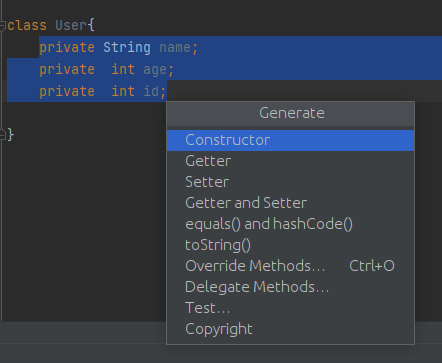 class User{
private String name;
private  int age;
private  int id;
}
Generate
Constructor
Getter
Setter
Getter and Setter
equals() and hashCode()
toString()
Override Methods... Ctrl+O
Delegate Methods...
Test...
Copyright